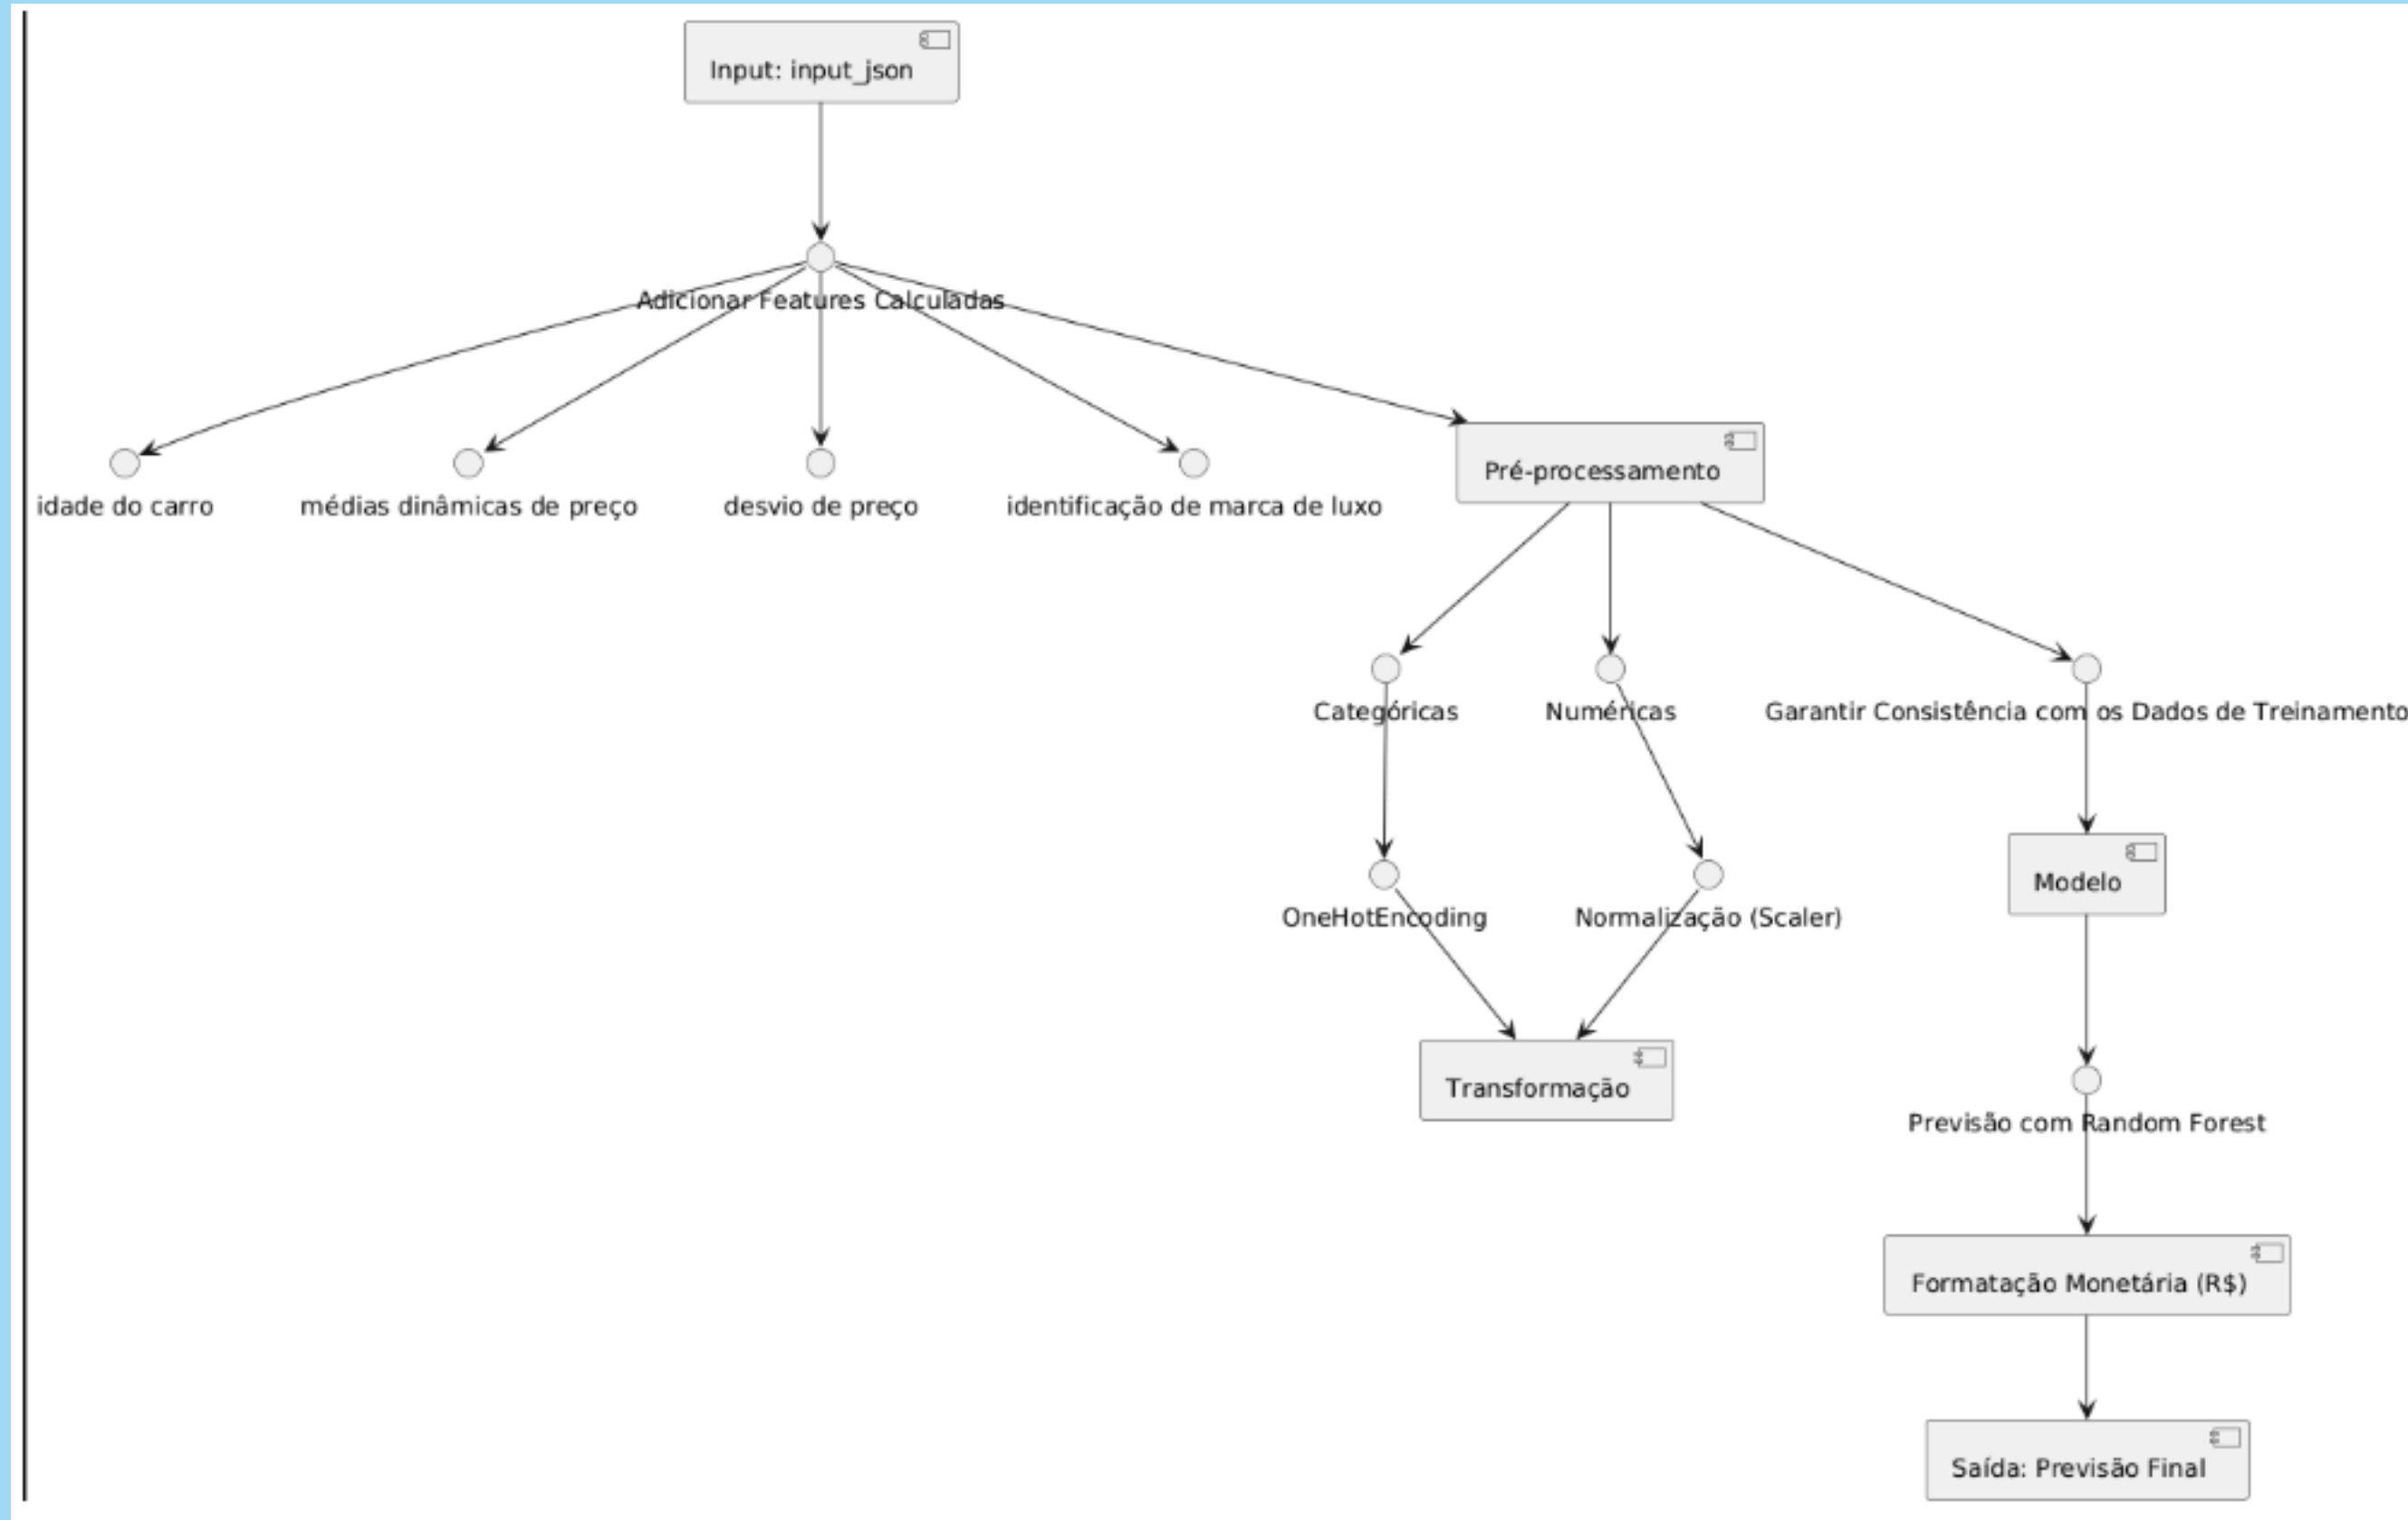 Input: input_json
Adicionar Features Calculadas
idade do carro
médias dinâmicas de preço
desvio de preço
identificação de marca de luxo
Pré-processamento
Categóricas
Numéricas
Garantir Consistência com os Dados de Treinamento
OneHotEncoding
Normalização (Scaler)
Modelo
Transformação
Previsão com Random Forest
Formatação Monetária (R$)
Saída: Previsão Final